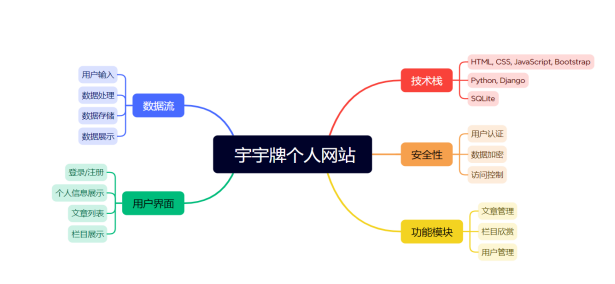 宇宇牌个人网站
技术栈
HTML, CSS, JavaScript, Bootstrap
Python, Django
SQLite
安全性
用户认证
数据加密
访问控制
功能模块
文章管理
栏目欣赏
用户管理
数据流
用户输入
数据处理
数据存储
数据展示
用户界面
登录/注册
个人信息展示
文章列表
栏目展示